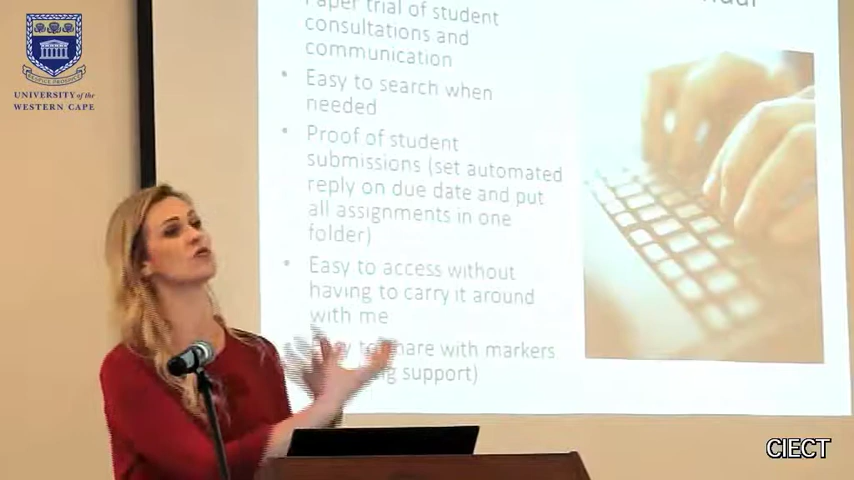 UNIVERSITY of the
WESTERN CAPE
Paper trial of student
consultations and
communication
• Easy to search when
needed
• Proof of student
submissions (set automated
reply on due date and put
all assignments in one
folder)
• Easy to access without
having to carry it around
with me
share with markers
support)
CIECT